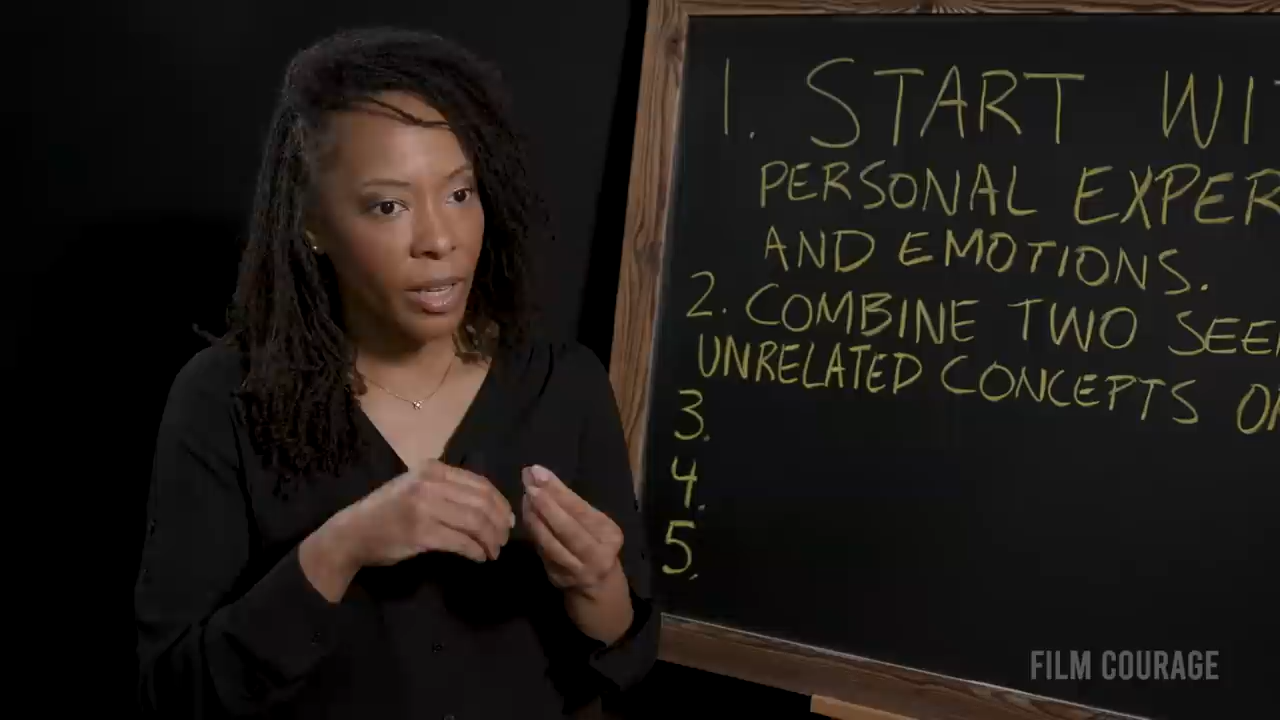 1. START WI
PERSONAL EXPER
AND EMOTIONS.
2. COMBINE TWO SEE
UNRELATED CONCEPTS O
3.
4.
5.
FILM COURAGE